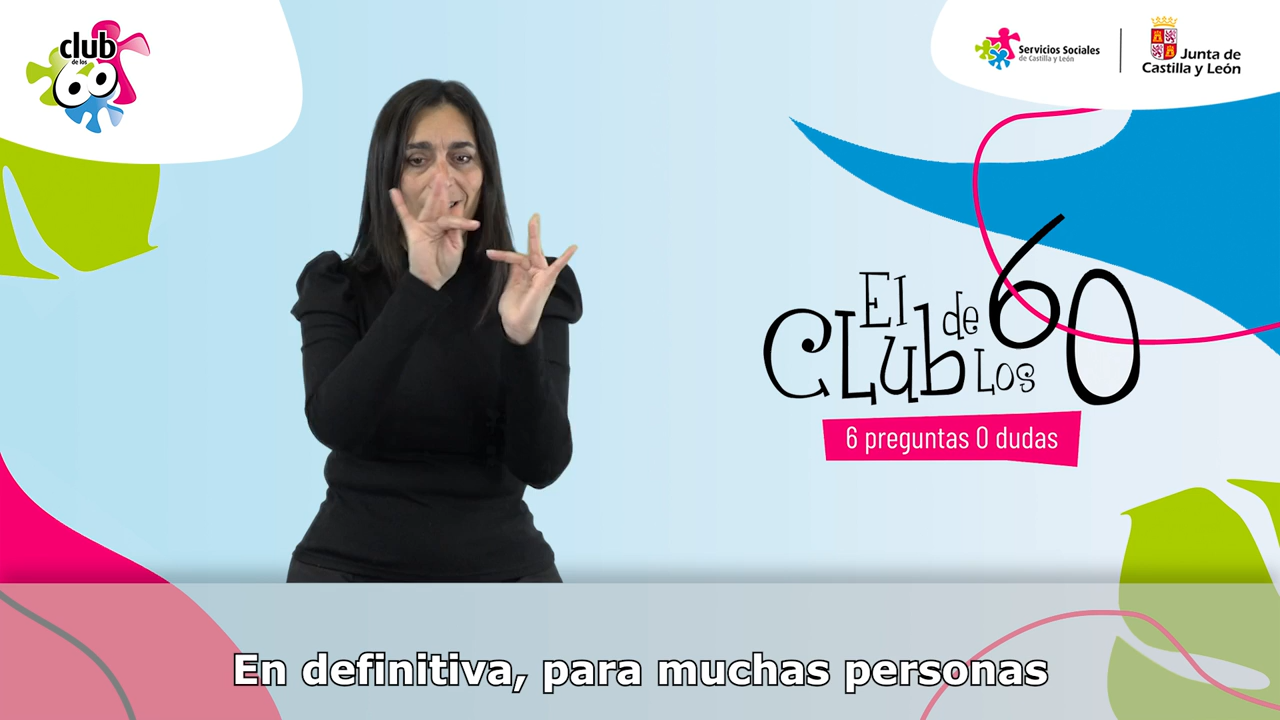 club
de los
60
Servicios Sociales
de Castilla y León
Junta de
Castilla y León
El
CLub de
Los 60
6 preguntas 0 dudas
En definitiva, para muchas personas